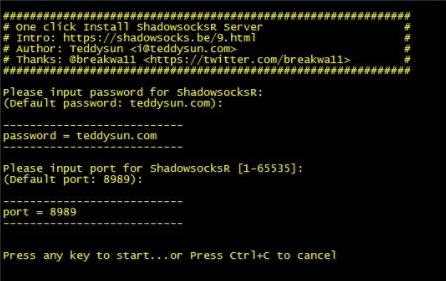 #############################################################
# One click Install ShadowsocksR Server                     #
# Intro: https://shadowsocks.be/9.html                      #
# Author: Teddysun <i@teddysun.com>                         #
# Thanks: @breakwa11 <https://twitter.com/breakwa11>        #
#############################################################
Please input password for ShadowsocksR:
(Default password: teddysun.com):
---------------------------
password = teddysun.com
---------------------------
Please input port for ShadowsocksR [1-65535]:
(Default port: 8989):
---------------------------
port = 8989
---------------------------
Press any key to start...or Press Ctrl+C to cancel